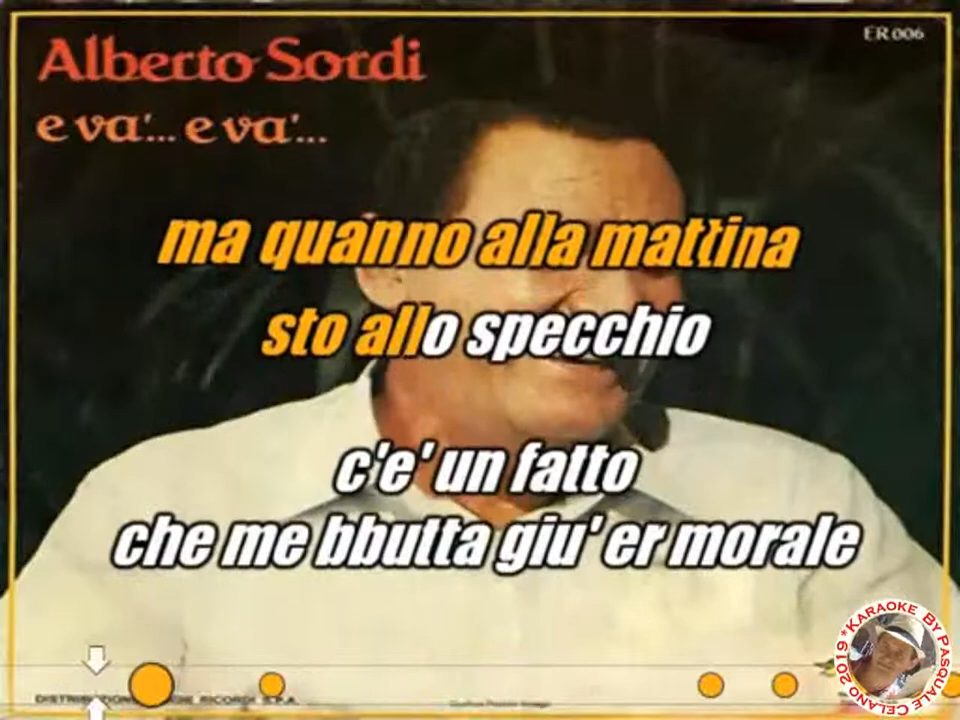 Alberto Sordi
ER 006
e va'... e va'...
ma quanno alla mattina
sto allo specchio
c'e' un fatto
che me bbutta giu' er morale
*KARAOKE BY PASQUALE CELANO 2019
RICORDI S.P.A.